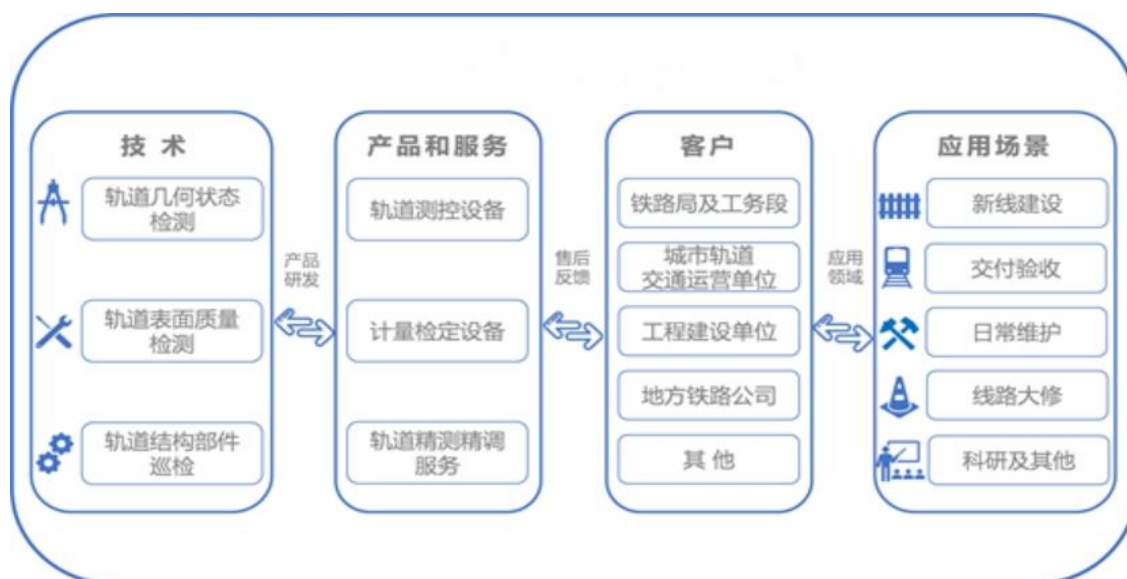 技 术
轨道几何状态
检测
轨道表面质量
检测
轨道结构部件
巡检
产品
研发
产品和服务
轨道测控设备
计量检定设备
轨道精测精调
服务
售后
反馈
客户
铁路局及工务段
城市轨道
交通运营单位
工程建设单位
地方铁路公司
其 他
应用
领域
应用场景
新线建设
交付验收
日常维护
线路大修
科研及其他